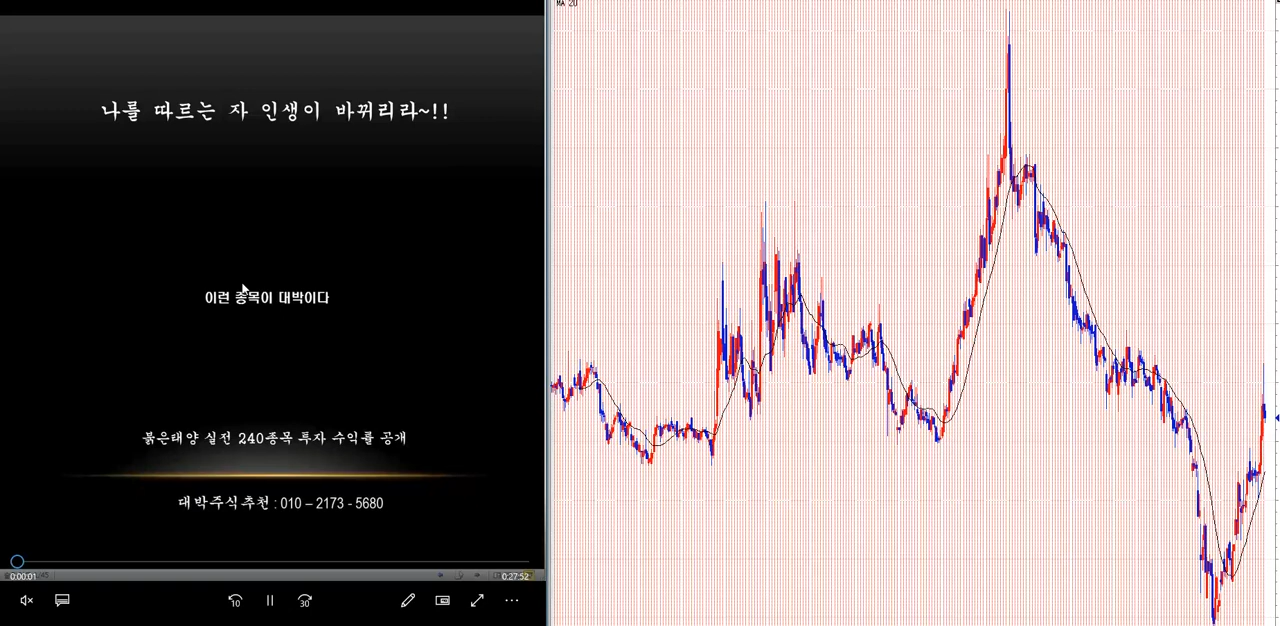 MA 20
나를 따르는 자 인생이 바뀌리라~!!
이런 종목이 대박이다
붉은태양 실전 240종목 투자 수익률 공개
대박주식추천 : 010 – 2173 - 5680
0:00:01
0:27:52
10
30